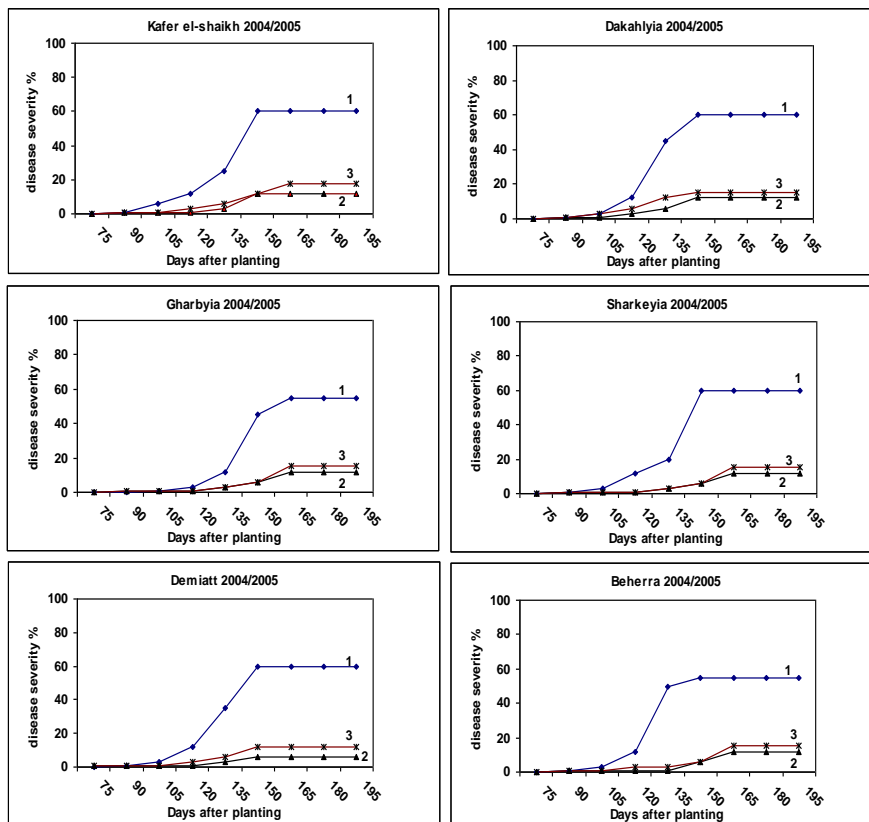 Kafer el-shaikh 2004/2005
disease severity %
100
80
60
40
20
0
1
3
2
75 90 105 120 135 150 165 180 195
Days after planting
Dakahlyia 2004/2005
disease severity %
100
80
60
40
20
0
1
3
2
75 90 105 120 135 150 165 180 195
Days after planting
Gharbyia 2004/2005
disease severity %
100
80
60
40
20
0
1
3
2
75 90 105 120 135 150 165 180 195
Days after planting
Sharkeyia 2004/2005
disease severity %
100
80
60
40
20
0
1
3
2
75 90 105 120 135 150 165 180 195
Days after planting
Demiatt 2004/2005
disease severity %
100
80
60
40
20
0
1
3
2
75 90 105 120 135 150 165 180 195
Days after planting
Beherra 2004/2005
disease severity %
100
80
60
40
20
0
1
3
2
75 90 105 120 135 150 165 180 195
Days after planting